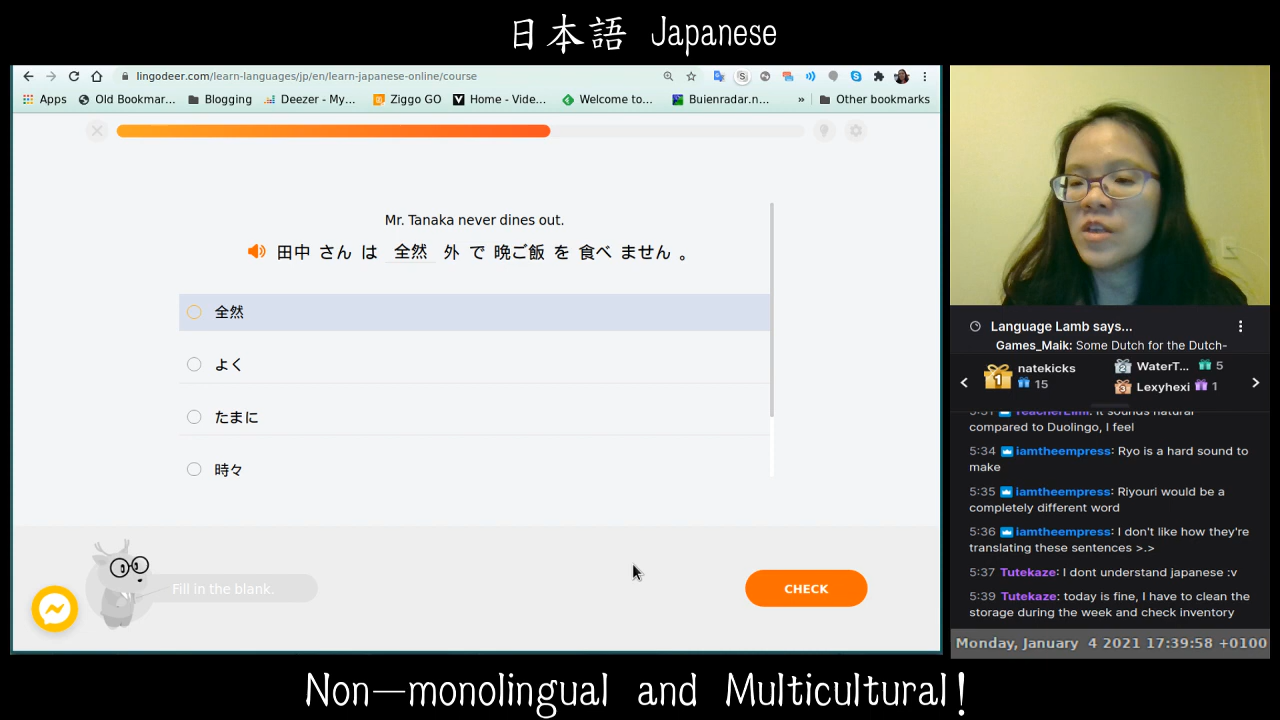 日本語 Japanese
lingodeer.com/learn-languages/jp/en/learn-japanese-online/course
Apps Old Bookmar... Blogging Deezer - My... Ziggo GO Home - Vide... Welcome to... Buienradar.n... » Other bookmarks
Mr. Tanaka never dines out.
田中 さん は 全然 外 で 晩ご飯 を 食べ ません 。
全然
よく
たまに
時々
Fill in the blank.
CHECK
Language Lamb says...
Games_Maik: Some Dutch for the Dutch-
1 natekicks 15
2 WaterT... 5
3 Lexyhexi 1
5:31 TeacherLimi: it sounds natural
compared to Duolingo, I feel
5:34 iamtheempress: Ryo is a hard sound to
make
5:35 iamtheempress: Riyouri would be a
completely different word
5:36 iamtheempress: I don't like how they're
translating these sentences >.>
5:37 Tutekaze: I dont understand japanese :v
5:39 Tutekaze: today is fine, I have to clean the
storage during the week and check inventory
Monday, January 4 2021 17:39:58 +0100
Non-monolingual and Multicultural!